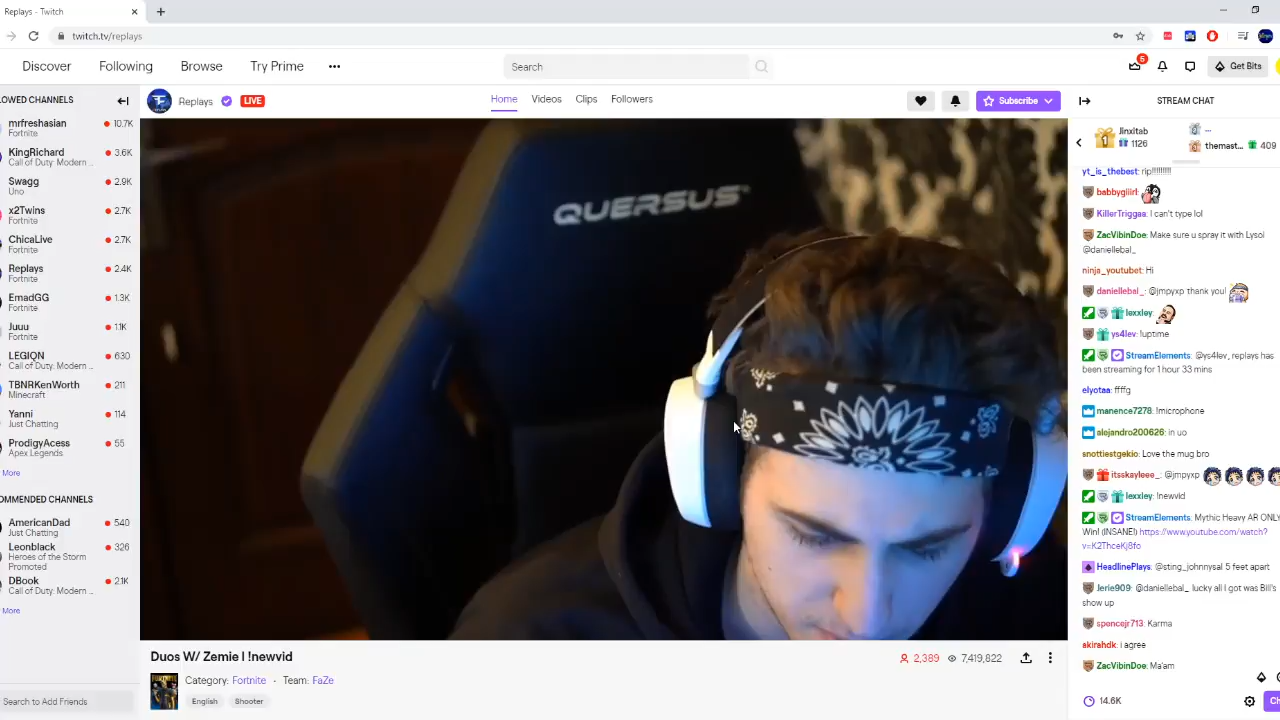 Replays - Twitch
twitch.tv/replays
Discover
Following
Browse
Try Prime
Search
5
Get Bits
LOWED CHANNELS
mrfreshasian
10.7K
Fortnite
KingRichard
3.6K
Call of Duty: Modern ...
Swagg
2.9K
Uno
x2Twins
2.7K
Fortnite
ChicaLive
2.7K
Fortnite
Replays
2.4K
Fortnite
EmadGG
1.3K
Fortnite
Juuu
1.1K
Fortnite
LEGIQN
630
Call of Duty: Modern ...
TBNRKenWorth
211
Minecraft
Yanni
114
Just Chatting
ProdigyAcess
55
Apex Legends
More
OMMENDED CHANNELS
AmericanDad
540
Just Chatting
Leonblack
326
Heroes of the Storm
Promoted
DBook
2.1K
Call of Duty: Modern ...
More
Search to Add Friends
Replays
LIVE
Home
Videos
Clips
Followers
Subscribe
QUERSUS
Duos W/ Zemie | !newvid
2,389
7,419,822
Category: Fortnite · Team: FaZe
English
Shooter
STREAM CHAT
1
Jinxitab
1126
...
themast...
409
yt_is_thebest: rip!!!!!!!!!
babbygiiirl:
KillerTriggaa: I can't type lol
ZacVibinDoe: Make sure u spray it with Lysol
@daniellebal_
ninja_youtubet: Hi
daniellebal_: @jmpyxp thank you!
lexxley:
ys4lev: !uptime
StreamElements: @ys4lev, replays has
been streaming for 1 hour 33 mins
elyotaa: ffffg
manence7278: !microphone
alejandro200626: in uo
snottiestgekio: Love the mug bro
itsskayleee_: @jmpyxp
lexxley: !newvid
StreamElements: Mythic Heavy AR ONLY
Win! (INSANE!) https://www.youtube.com/watch?
v=K2ThceKj8fo
HeadlinePlays: @sting_johnnysal 5 feet apart
Jerie909: @daniellebal_ lucky all I got was Bill's
show up
spencejr713: Karma
akirahdk: i agree
ZacVibinDoe: Ma'am
14.6K